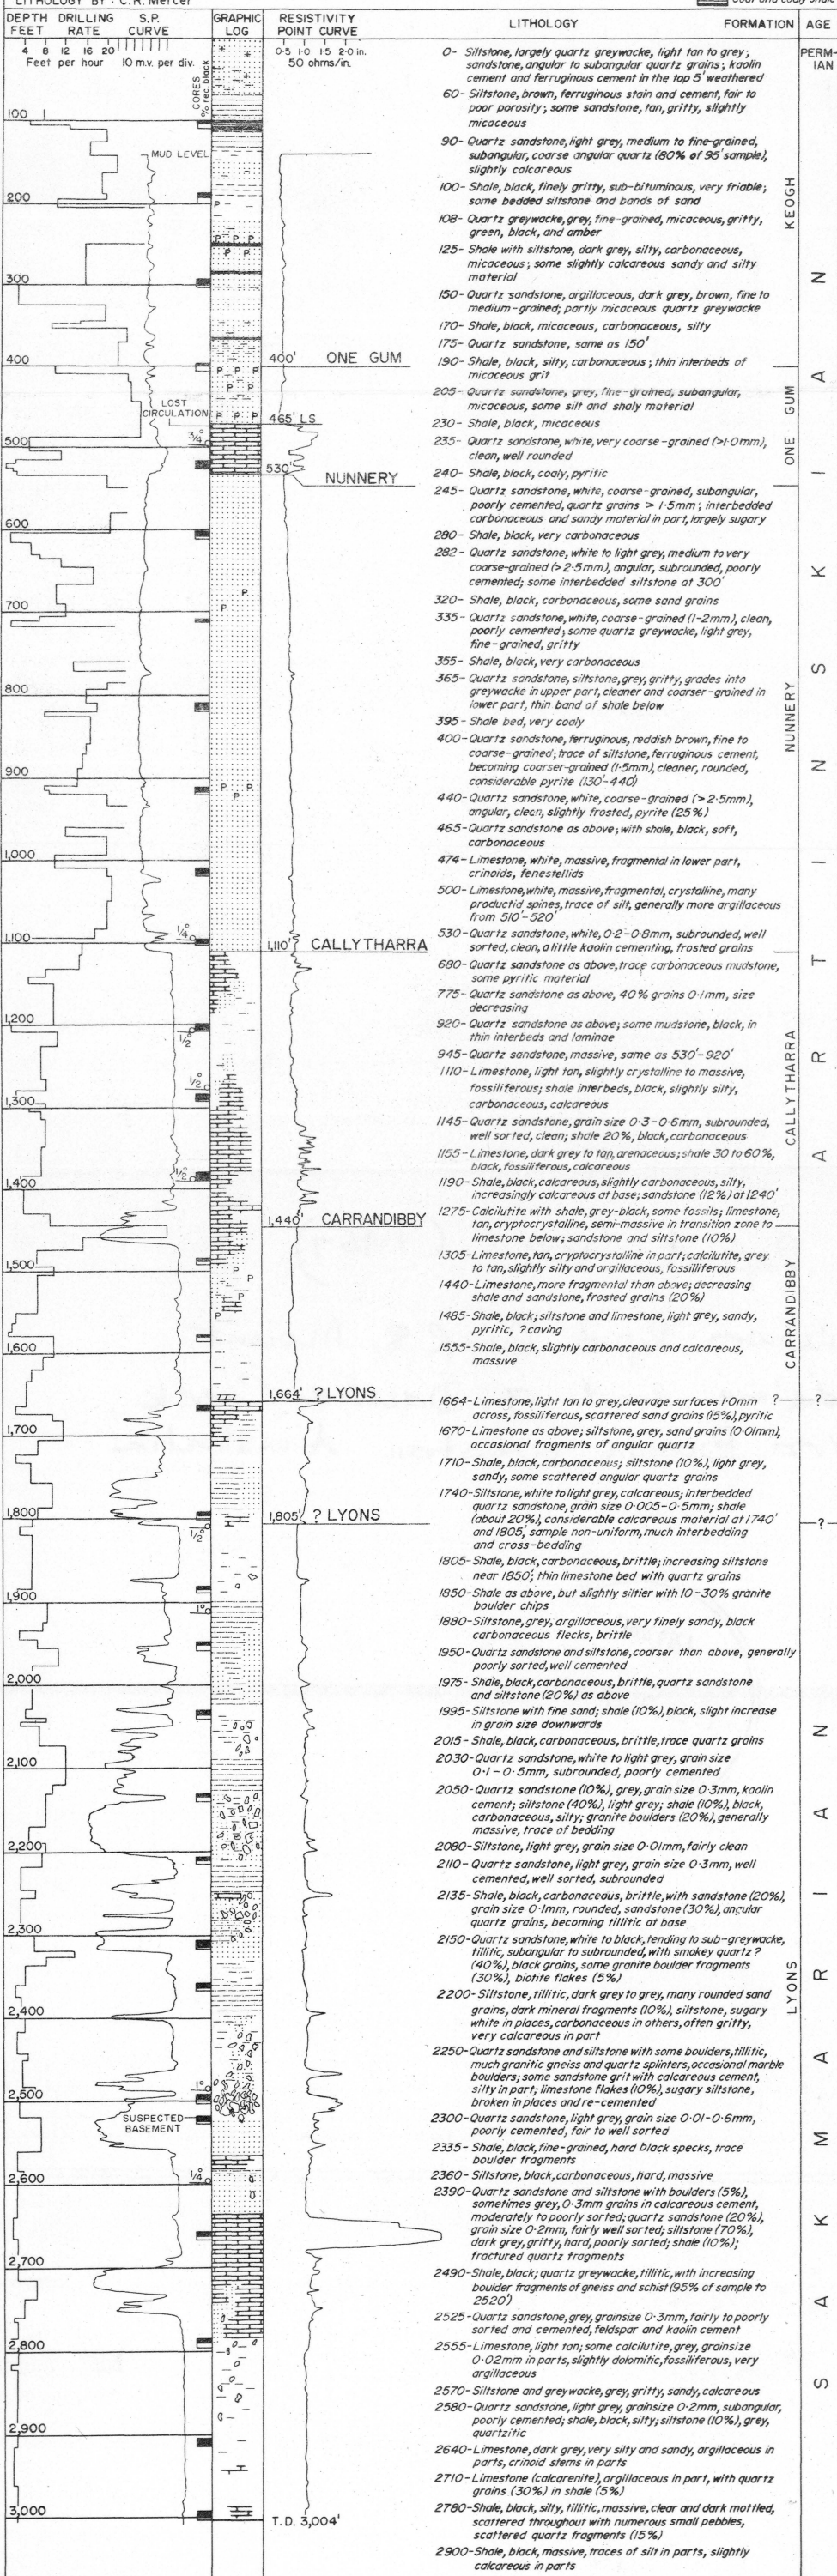 LITHOLOGY BY : C.R. Mercer
DEPTH FEET
DRILLING RATE
S.P. CURVE
GRAPHIC LOG
RESISTIVITY POINT CURVE
LITHOLOGY
FORMATION
AGE
4 8 12 16 20
Feet per hour
10 m.v. per div.
CORES
% rec. black
0·5 1·0 1·5 2·0 in.
50 ohms/in.
0- Siltstone, largely quartz greywacke, light tan to grey;
sandstone, angular to subangular quartz grains; kaolin
cement and ferruginous cement in the top 5' weathered
60- Siltstone, brown, ferruginous stain and cement, fair to
poor porosity; some sandstone, tan, gritty, slightly
micaceous
90- Quartz sandstone, light grey, medium to fine-grained,
subangular, coarse angular quartz (80% of 95' sample),
slightly calcareous
100- Shale, black, finely gritty, sub-bituminous, very friable;
some bedded siltstone and bands of sand
108- Quartz greywacke, grey, fine-grained, micaceous, gritty,
green, black, and amber
125- Shale with siltstone, dark grey, silty, carbonaceous,
micaceous; some slightly calcareous sandy and silty
material
150- Quartz sandstone, argillaceous, dark grey, brown, fine to
medium-grained; partly micaceous quartz greywacke
170- Shale, black, micaceous, carbonaceous, silty
175- Quartz sandstone, same as 150'
190- Shale, black, silty, carbonaceous; thin interbeds of
micaceous grit
205- Quartz sandstone, grey, fine-grained, subangular,
micaceous, some silt and shaly material
230- Shale, black, micaceous
235- Quartz sandstone, white, very coarse-grained (>1·0mm),
clean, well rounded
240- Shale, black, coaly, pyritic
245- Quartz sandstone, white, coarse-grained, subangular,
poorly cemented, quartz grains > 1·5mm; interbedded
carbonaceous and sandy material in part, largely sugary
280- Shale, black, very carbonaceous
282- Quartz sandstone, white to light grey, medium to very
coarse-grained (>2·5mm), angular, subrounded, poorly
cemented; some interbedded siltstone at 300'
320- Shale, black, carbonaceous, some sand grains
335- Quartz sandstone, white, coarse-grained (1-2mm), clean,
poorly cemented; some quartz greywacke, light grey,
fine-grained, gritty
355- Shale, black, very carbonaceous
365- Quartz sandstone, siltstone, grey, gritty, grades into
greywacke in upper part, cleaner and coarser-grained in
lower part, thin band of shale below
395- Shale bed, very coaly
400- Quartz sandstone, ferruginous, reddish brown, fine to
coarse-grained; trace of siltstone, ferruginous cement,
becoming coarser-grained (1·5mm), cleaner, rounded,
considerable pyrite (130'-440')
440- Quartz sandstone, white, coarse-grained (>2·5mm),
angular, clean, slightly frosted, pyrite (25%)
465- Quartz sandstone as above; with shale, black, soft,
carbonaceous
474- Limestone, white, massive, fragmental in lower part,
crinoids, fenestellids
500- Limestone, white, massive, fragmental, crystalline, many
productid spines, trace of silt, generally more argillaceous
from 510'-520'
530- Quartz sandstone, white, 0·2-0·8mm, subrounded, well
sorted, clean, a little kaolin cementing, frosted grains
680- Quartz sandstone as above, trace carbonaceous mudstone,
some pyritic material
775- Quartz sandstone as above, 40% grains 0·1mm, size
decreasing
920- Quartz sandstone as above; some mudstone, black, in
thin interbeds and laminae
945- Quartz sandstone, massive, same as 530'-920'
1110- Limestone, light tan, slightly crystalline to massive,
fossiliferous; shale interbeds, black, slightly silty,
carbonaceous, calcareous
1145- Quartz sandstone, grain size 0·3-0·6mm, subrounded,
well sorted, clean; shale 20%, black, carbonaceous
1155- Limestone, dark grey to tan, arenaceous; shale 30 to 60%,
black, fossiliferous, calcareous
1190- Shale, black, calcareous, slightly carbonaceous, silty,
increasingly calcareous at base; sandstone (12%) at 1240'
1275- Calcilutite with shale, grey-black, some fossils; limestone,
tan, cryptocrystalline, semi-massive in transition zone to
limestone below; sandstone and siltstone (10%)
1305- Limestone, tan, cryptocrystalline in part; calcilutite, grey
to tan, slightly silty and argillaceous, fossiliferous
1440- Limestone, more fragmental than above; decreasing
shale and sandstone, frosted grains (20%)
1485- Shale, black; siltstone and limestone, light grey, sandy,
pyritic, ? caving
1555- Shale, black, slightly carbonaceous and calcareous,
massive
1664- Limestone, light tan to grey, cleavage surfaces 1·0mm
across, fossiliferous, scattered sand grains (15%), pyritic
1670- Limestone as above; siltstone, grey, sand grains (0·01mm),
occasional fragments of angular quartz
1710- Shale, black, carbonaceous; siltstone (10%), light grey,
sandy, some scattered angular quartz grains
1740- Siltstone, white to light grey, calcareous; interbedded
quartz sandstone, grain size 0·005-0·5mm; shale
(about 20%), considerable calcareous material at 1740'
and 1805', sample non-uniform, much interbedding
and cross-bedding
1805- Shale, black, carbonaceous, brittle; increasing siltstone
near 1850'; thin limestone bed with quartz grains
1850- Shale as above, but slightly siltier with 10-30% granite
boulder chips
1880- Siltstone, grey, argillaceous, very finely sandy, black
carbonaceous flecks, brittle
1950- Quartz sandstone and siltstone, coarser than above, generally
poorly sorted, well cemented
1975- Shale, black, carbonaceous, brittle, quartz sandstone
and siltstone (20%) as above
1995- Siltstone with fine sand; shale (10%), black, slight increase
in grain size downwards
2015- Shale, black, carbonaceous, brittle, trace quartz grains
2030- Quartz sandstone, white to light grey, grain size
0·1 - 0·5mm, subrounded, poorly cemented
2050- Quartz sandstone (10%), grey, grain size 0·3mm, kaolin
cement; siltstone (40%), light grey; shale (10%), black,
carbonaceous, silty; granite boulders (20%), generally
massive, trace of bedding
2080- Siltstone, light grey, grain size 0·01mm, fairly clean
2110- Quartz sandstone, light grey, grain size 0·3mm, well
cemented, well sorted, subrounded
2135- Shale, black, carbonaceous, brittle, with sandstone (20%),
grain size 0·1mm, rounded, sandstone (30%), angular
quartz grains, becoming tillitic at base
2150- Quartz sandstone, white to black, tending to sub-greywacke,
tillitic, subangular to subrounded, with smokey quartz ?
(40%), black grains, some granite boulder fragments
(30%), biotite flakes (5%)
2200- Siltstone, tillitic, dark grey to grey, many rounded sand
grains, dark mineral fragments (10%), siltstone, sugary
white in places, carbonaceous in others, often gritty,
very calcareous in part
2250- Quartz sandstone and siltstone with some boulders, tillitic,
much granitic gneiss and quartz splinters, occasional marble
boulders; some sandstone grit with calcareous cement,
silty in part; limestone flakes (10%), sugary siltstone,
broken in places and re-cemented
2300- Quartz sandstone, light grey, grain size 0·01-0·6mm,
poorly cemented, fair to well sorted
2335- Shale, black, fine-grained, hard black specks, trace
boulder fragments
2360- Siltstone, black, carbonaceous, hard, massive
2390- Quartz sandstone and siltstone with boulders (5%),
sometimes grey, 0·3mm grains in calcareous cement,
moderately to poorly sorted; quartz sandstone (20%),
grain size 0·2mm, fairly well sorted; siltstone (70%),
dark grey, gritty, hard, poorly sorted; shale (10%);
fractured quartz fragments
2490- Shale, black; quartz greywacke, tillitic, with increasing
boulder fragments of gneiss and schist (95% of sample to
2520')
2525- Quartz sandstone, grey, grainsize 0·3mm, fairly to poorly
sorted and cemented, feldspar and kaolin cement
2555- Limestone, light tan; some calcilutite, grey, grainsize
0·02mm in parts, slightly dolomitic, fossiliferous, very
argillaceous
2570- Siltstone and greywacke, grey, gritty, sandy, calcareous
2580- Quartz sandstone, light grey, grainsize 0·2mm, subangular,
poorly cemented; shale, black, silty; siltstone (10%), grey,
quartzitic
2640- Limestone, dark grey, very silty and sandy, argillaceous in
parts, crinoid stems in parts
2710- Limestone (calcarenite), argillaceous in part, with quartz
grains (30%) in shale (5%)
2780- Shale, black, silty, tillitic, massive, clear and dark mottled,
scattered throughout with numerous small pebbles,
scattered quartz fragments (15%)
2900- Shale, black, massive, traces of silt in parts, slightly
calcareous in parts
100
MUD LEVEL
200
300
400
400' ONE GUM
LOST CIRCULATION
465' LS
3/4°
500
530'
NUNNERY
600
700
800
900
1,000
1/4°
1,100
1,110' CALLYTHARRA
1,200
1/2°
1/2°
1,300
1/2°
1,400
1,440' CARRANDIBBY
1,500
1,600
1,664' ? LYONS
1,700
1,800
1,805' ? LYONS
1/2°
1,900
1°
2,000
2,100
2,200
2,300
2,400
1°
2,500
SUSPECTED BASEMENT
1/4°
2,600
2,700
2,800
2,900
3,000
T.D. 3,004'
KEOGH
ONE GUM
NUNNERY
CALLYTHARRA
CARRANDIBBY
? ?
?
LYONS
PERM-
IAN
ARTINSKIAN
SAKMARIAN